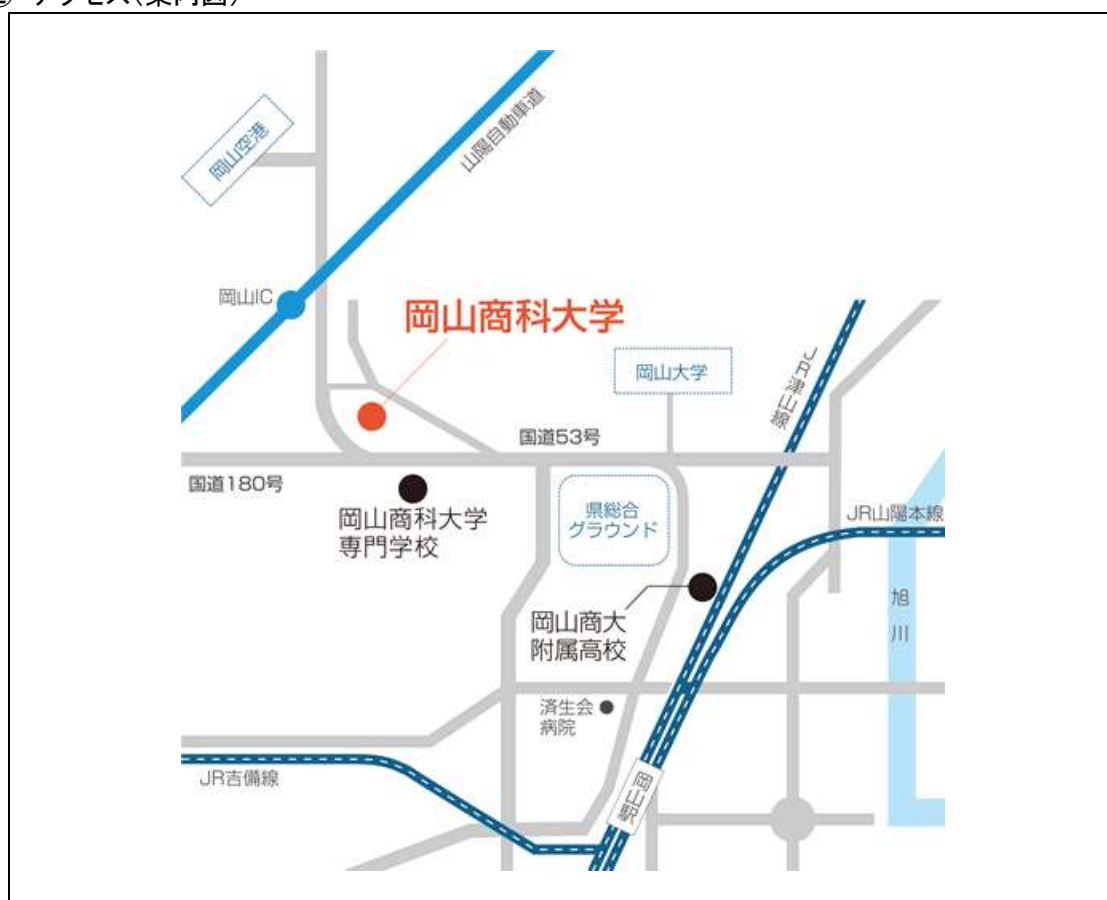 アクセス(案内図)
岡山空港
山陽自動車道
岡山IC
岡山商科大学
岡山大学
JR津山線
国道53号
国道180号
岡山商科大学
専門学校
県総合
グラウンド
JR山陽本線
岡山商大
附属高校
旭川
済生会
病院
JR吉備線
岡山駅